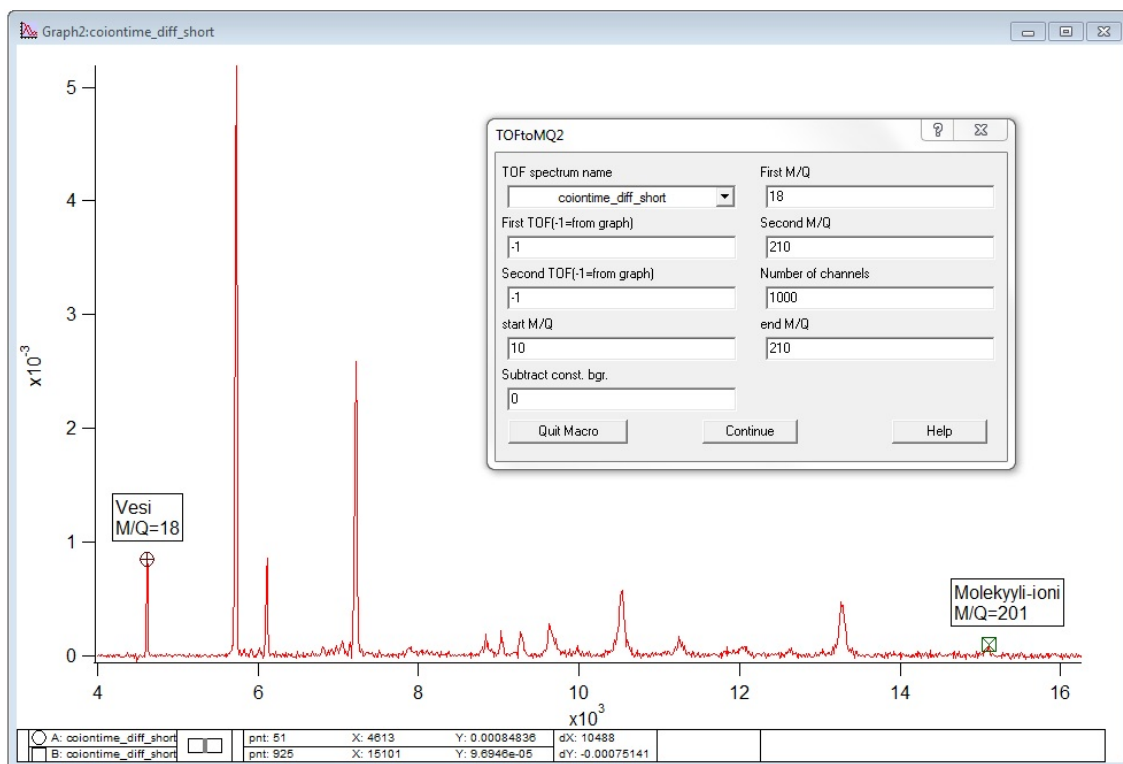 Graph2:coiontime_diff_short
5
4
3
2
1
0
x10⁻³
4
6
8
10
12
14
16
x10³
Vesi
M/Q=18
Molekyyli-ioni
M/Q=201
TOFtoMQ2
TOF spectrum name
First M/Q
coiontime_diff_short
18
First TOF(-1=from graph)
Second M/Q
-1
210
Second TOF(-1=from graph)
Number of channels
-1
1000
start M/Q
end M/Q
10
210
Subtract const. bgr.
0
Quit Macro
Continue
Help
A: coiontime_diff_short pnt: 51 X: 4613 Y: 0.00084836 dX: 10488
B: coiontime_diff_short pnt: 925 X: 15101 Y: 9.6946e-05 dY: -0.00075141